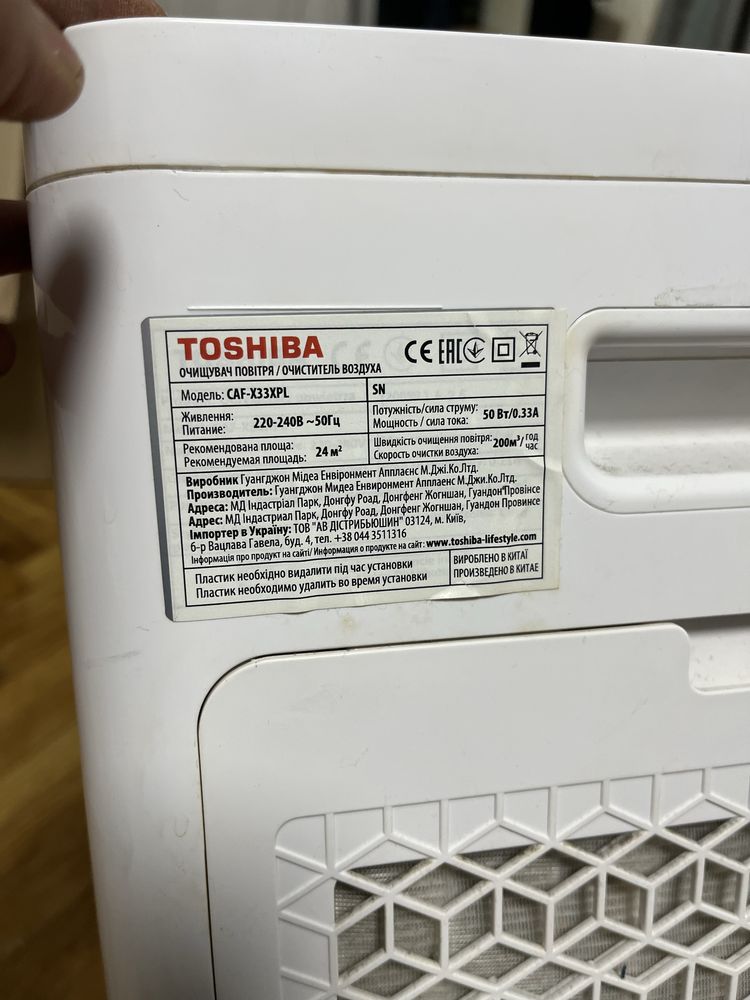 TOSHIBA
CE EAC
ОЧИЩУВАЧ ПОВІТРЯ / ОЧИСТИТЕЛЬ ВОЗДУХА
Модель: CAF-X33XPL
SN
Живлення:
Питание:
220-240В ~50Гц
Потужність/сила струму:
Мощность / сила тока:
50 Вт/0.33А
Рекомендована площа:
Рекомендуемая площадь:
24 м²
Швидкість очищення повітря:
Скорость очистки воздуха:
200м³/год
час
Виробник Гуангджон Мідеа Енвіронмент Апплаєнс М.Джі.Ко.Лтд.
Производитель: Гуангджон Мидеа Енвиронмент Апплаенс М.Джи.Ко.Лтд.
Адреса: МД Індастріал Парк, Донгфу Роад, Донгфенг Жогншан, Гуандон Провінсе
Адрес: МД Індастриал Парк, Донгфу Роад, Донгфенг Жогншан, Гуандон Провинсе
Імпортер в Україну: ТОВ "АВ ДІСТРИБЬЮШИН" 03124, м. Київ,
б-р Вацлава Гавела, буд. 4, тел. +38 044 3511316
Інформація про продукт на сайті/ Информация о продукте на сайт: www.toshiba-lifestyle.com
Пластик необхідно видалити під час установки
Пластик необходимо удалить во время установки
ВИРОБЛЕНО В КИТАЇ
ПРОИЗВЕДЕНО В КИТАЕ